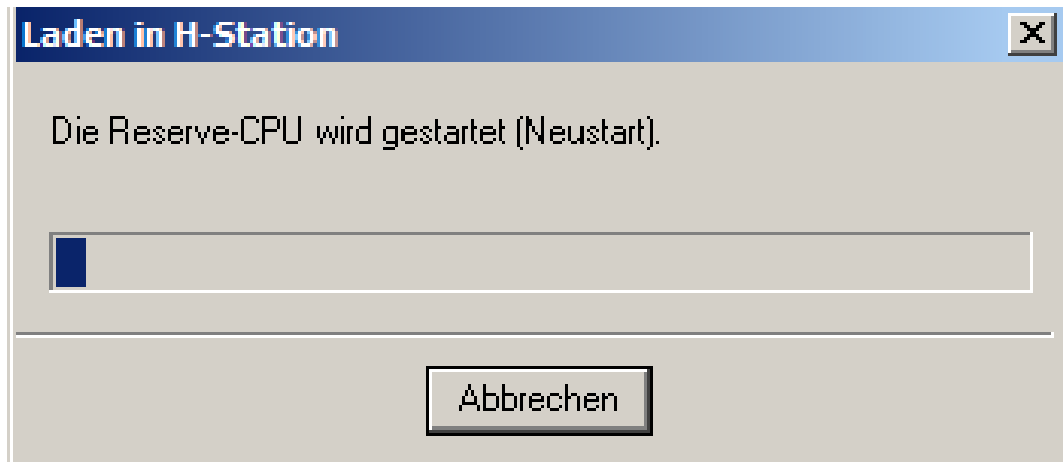 Laden in H-Station
Die Reserve-CPU wird gestartet (Neustart).
Abbrechen